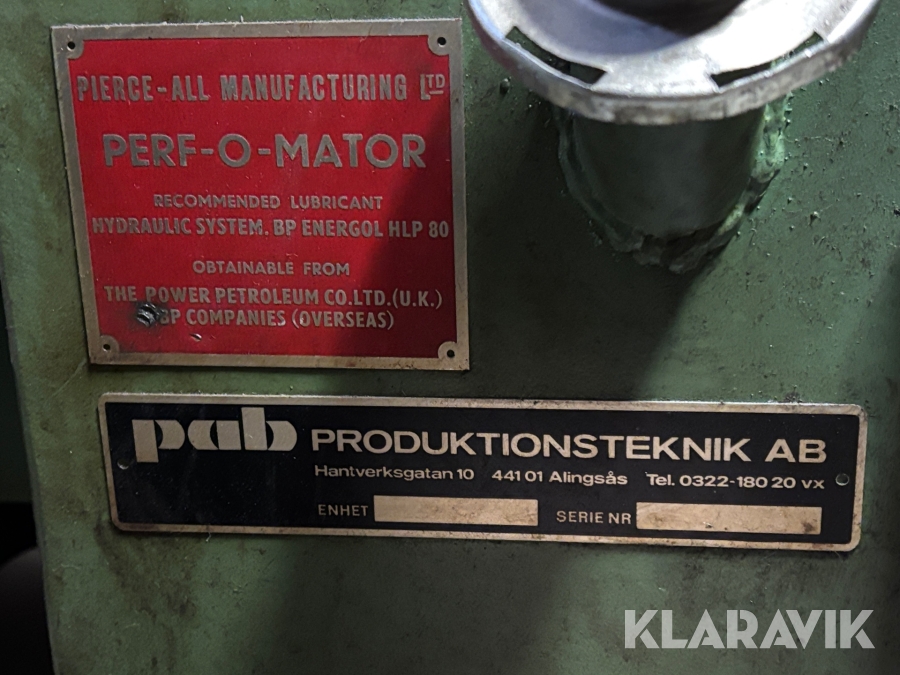 PIERCE-ALL MANUFACTURING LTD
PERF-O-MATOR
RECOMMENDED LUBRICANT
HYDRAULIC SYSTEM. BP ENERGOL HLP 80
OBTAINABLE FROM
THE POWER PETROLEUM CO.LTD.(U.K.)
BP COMPANIES (OVERSEAS)
pab PRODUKTIONSTEKNIK AB
Hantverksgatan 10 441 01 Alingsås Tel. 0322-180 20 vx
ENHET SERIE NR
KLARAVIK